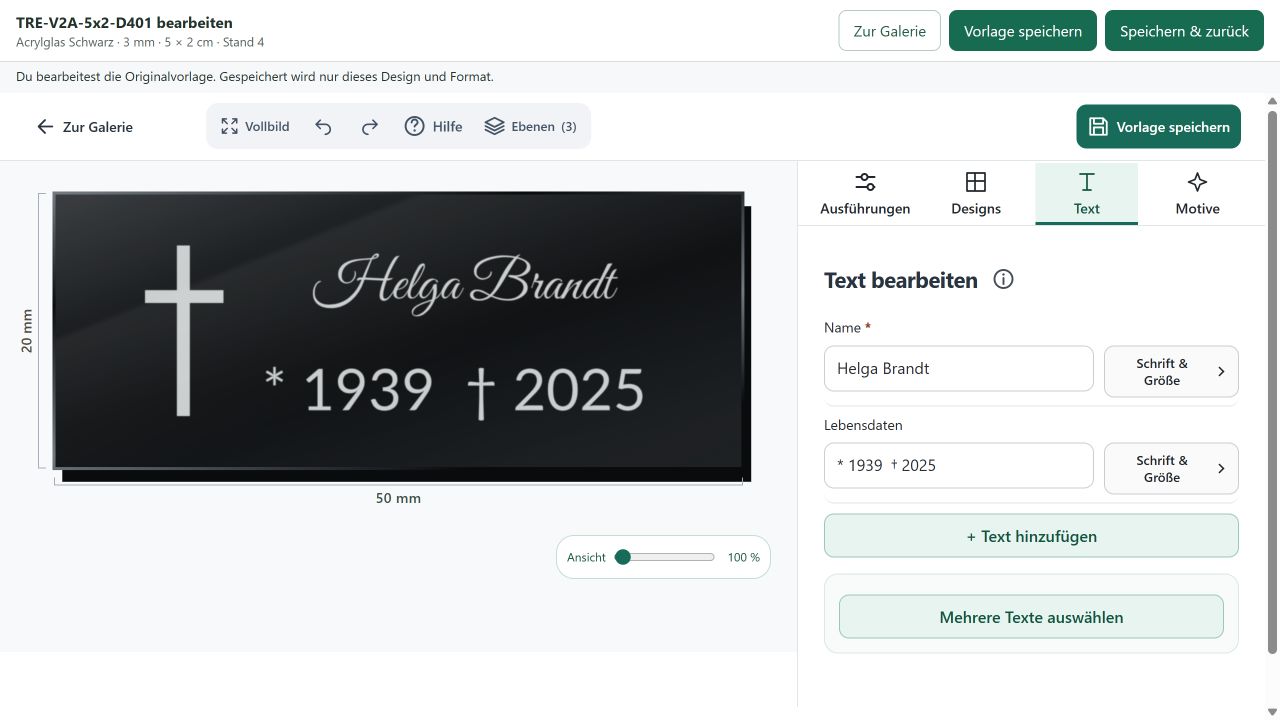 TRE-V2A-5x2-D401 bearbeiten
Acrylglas Schwarz · 3 mm · 5 × 2 cm · Stand 4
Zur Galerie
Vorlage speichern
Speichern & zurück
Du bearbeitest die Originalvorlage. Gespeichert wird nur dieses Design und Format.
Zur Galerie
Vollbild
Hilfe
Ebenen (3)
Vorlage speichern
20 mm
Helga Brandt
* 1939 † 2025
50 mm
Ansicht
100 %
Ausführungen
Designs
Text
Motive
Text bearbeiten
Name *
Helga Brandt
Schrift &
Größe
Lebensdaten
* 1939 † 2025
Schrift &
Größe
+ Text hinzufügen
Mehrere Texte auswählen